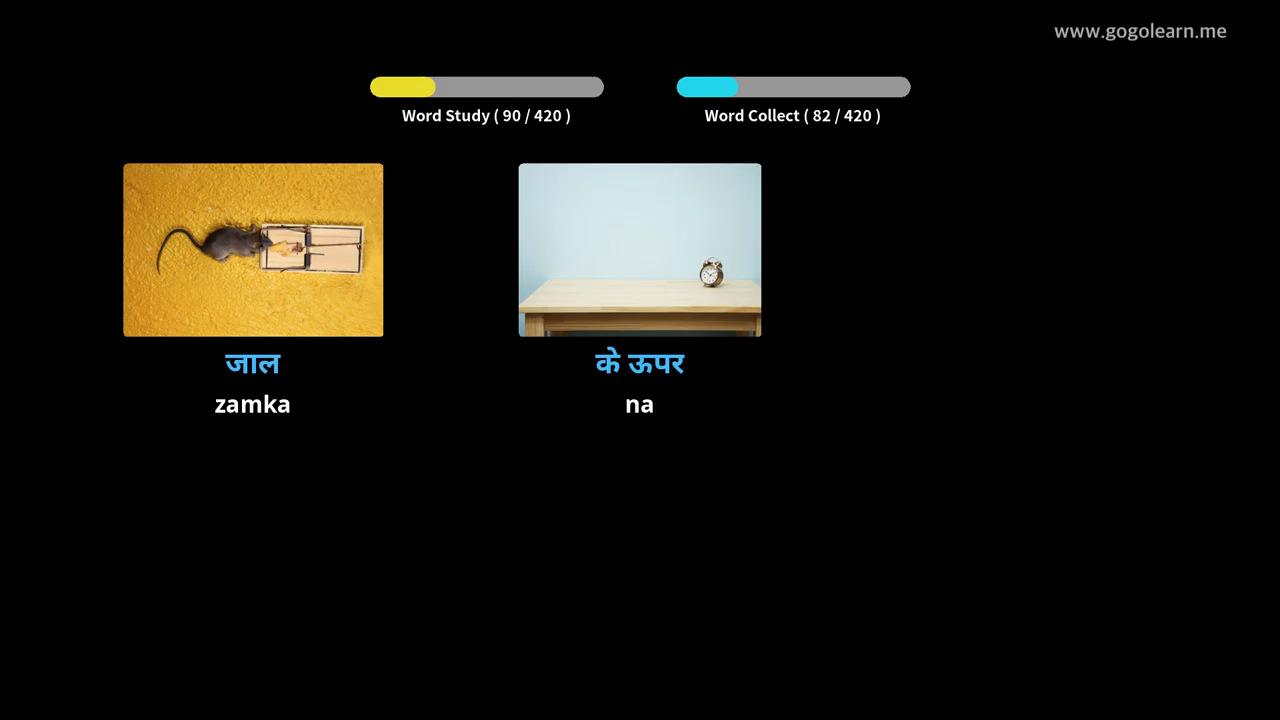 www.gogolearn.me
Word Study ( 90 / 420 )
Word Collect ( 82 / 420 )
जाल
zamka
के ऊपर
na